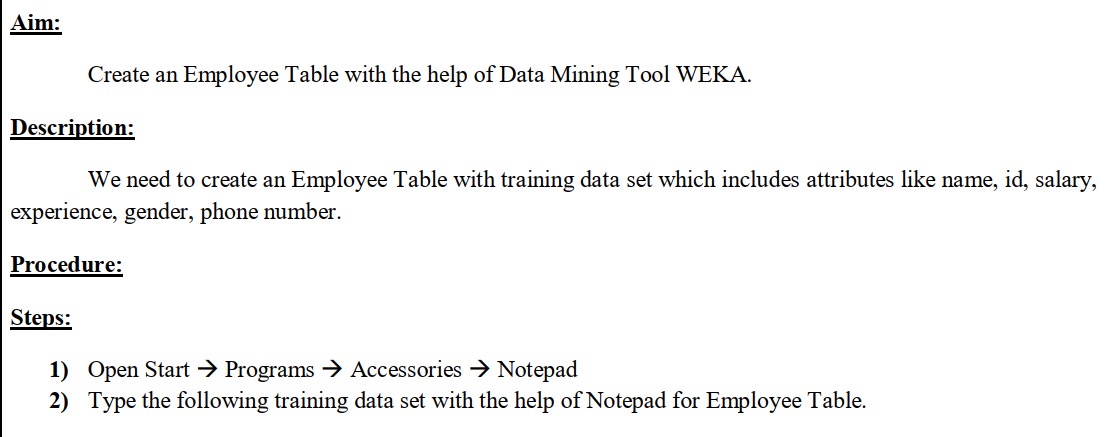 Aim:
Create an Employee Table with the help of Data Mining Tool WEKA.
Description:
We need to create an Employee Table with training data set which includes attributes like name, id, salary,
experience, gender, phone number.
Procedure:
Steps:
1) Open Start → Programs → Accessories → Notepad
2) Type the following training data set with the help of Notepad for Employee Table.